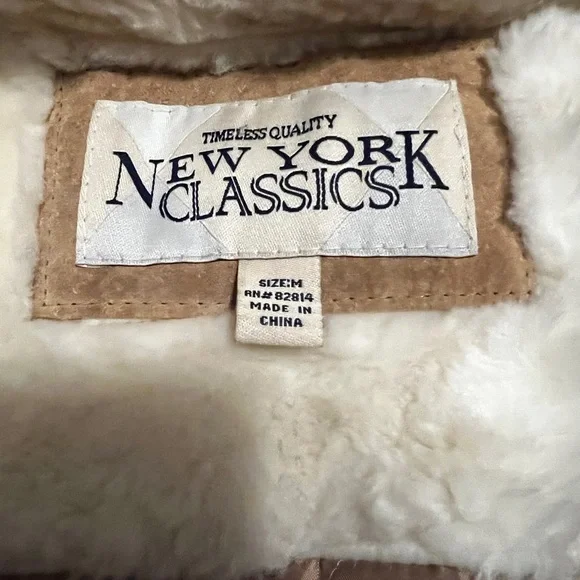 TIMELESS QUALITY
NEW YORK
CLASSICS
SIZE:M
RN# 82814
MADE IN
CHINA